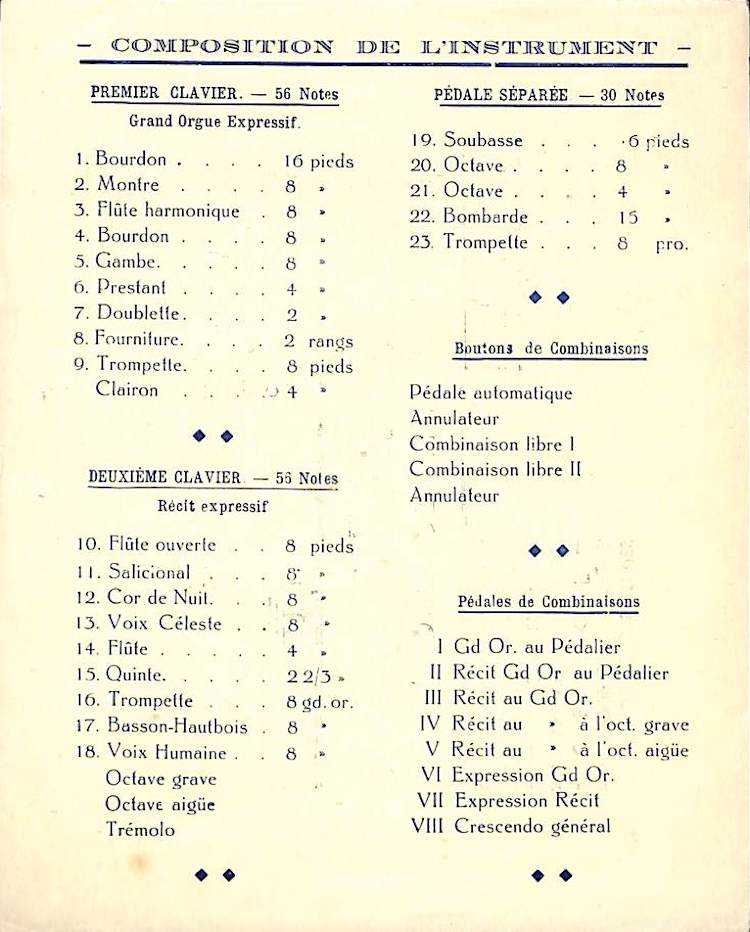 - COMPOSITION DE L'INSTRUMENT -
PREMIER CLAVIER. — 56 Notes
Grand Orgue Expressif.
1. Bourdon . . . . 16 pieds
2. Montre . . . . 8 »
3. Flûte harmonique . 8 »
4. Bourdon . . . . 8 »
5. Gambe. . . . . 8 »
6. Prestant . . . . 4 »
7. Doublette. . . . 2 »
8. Fourniture. . . . 2 rangs
9. Trompette. . . . 8 pieds
Clairon . . . . 4 »
DEUXIÈME CLAVIER — 56 Notes
Récit expressif
10. Flûte ouverte . . 8 pieds
11. Salicional . . . 8 »
12. Cor de Nuit. . . 8 »
13. Voix Céleste . . 8 »
14. Flûte . . . . . 4 »
15. Quinte. . . . . 2 2/3 »
16. Trompette . . . 8 gd. or.
17. Basson-Hautbois . 8 »
18. Voix Humaine . . 8 »
Octave grave
Octave aigüe
Trémolo
PÉDALE SÉPARÉE — 30 Notes
19. Soubasse . . . 6 pieds
20. Octave . . . . 8 »
21. Octave . . . . 4 »
22. Bombarde . . . 15 »
23. Trompette . . . 8 pro.
Boutons de Combinaisons
Pédale automatique
Annulateur
Combinaison libre I
Combinaison libre II
Annulateur
Pédales de Combinaisons
I Gd Or. au Pédalier
II Récit Gd Or au Pédalier
III Récit au Gd Or.
IV Récit au » à l'oct. grave
V Récit au » à l'oct. aigüe
VI Expression Gd Or.
VII Expression Récit
VIII Crescendo général